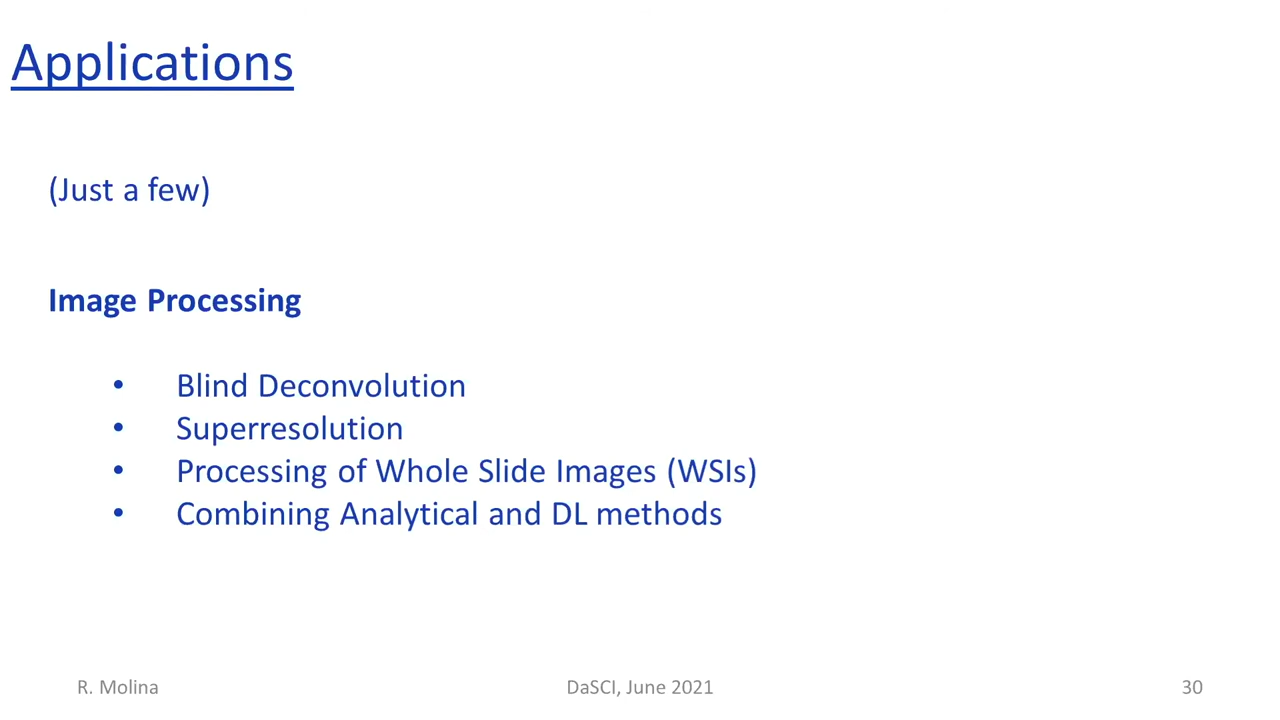 Applications
(Just a few)
Image Processing
• Blind Deconvolution
• Superresolution
• Processing of Whole Slide Images (WSIs)
• Combining Analytical and DL methods
R. Molina
DaSCI, June 2021
30